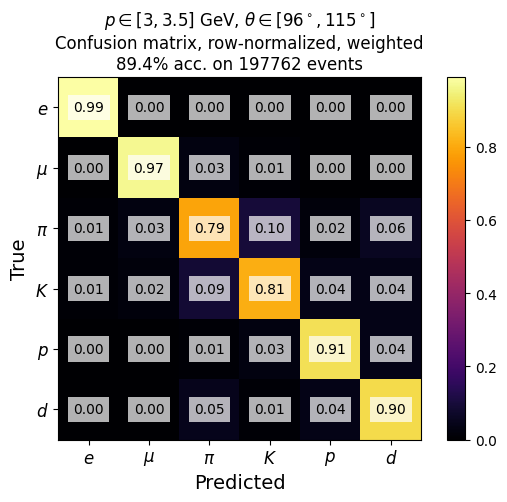 p ∈ [3, 3.5] GeV, θ ∈ [96°, 115°]
Confusion matrix, row-normalized, weighted
89.4% acc. on 197762 events
True
e 0.99 0.00 0.00 0.00 0.00 0.00
μ 0.00 0.97 0.03 0.01 0.00 0.00
π 0.01 0.03 0.79 0.10 0.02 0.06
K 0.01 0.02 0.09 0.81 0.04 0.04
p 0.00 0.00 0.01 0.03 0.91 0.04
d 0.00 0.00 0.05 0.01 0.04 0.90
e μ π K p d
Predicted
0.8
0.6
0.4
0.2
0.0